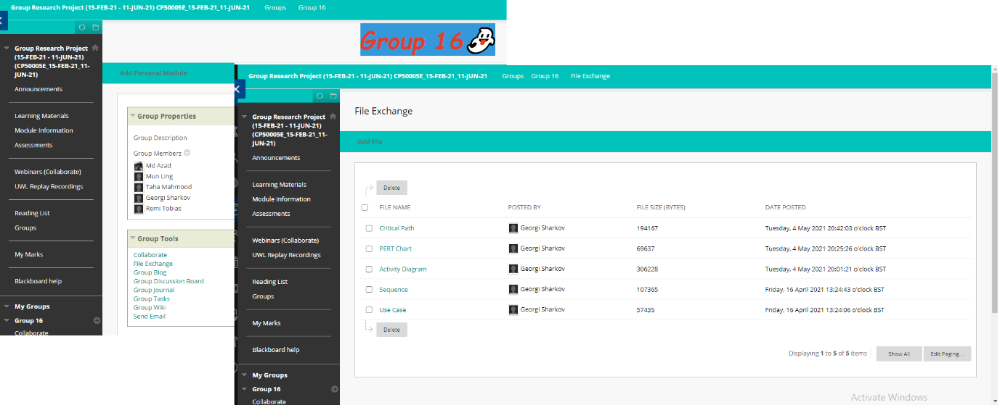 Group Research Project (15-FEB-21 - 11-JUN-21) CP50005E_15-FEB-21_11-JUN-21 Groups Group 16
Group 16
Group Research Project
(15-FEB-21 - 11-JUN-21)
(CP50005E_15-FEB-21_11-
JUN-21)
Announcements
Learning Materials
Module Information
Assessments
Webinars (Collaborate)
UWL Replay Recordings
Reading List
Groups
My Marks
Blackboard help
My Groups
Group 16
Collaborate
Add Personal Module
Group Properties
Group Description
Group Members
Md Azad
Mun Ling
Taha Mahmood
Georgi Sharkov
Remi Tobias
Group Tools
Collaborate
File Exchange
Group Blog
Group Discussion Board
Group Journal
Group Tasks
Group Wiki
Send Email
Group Research Project (15-FEB-21 - 11-JUN-21) CP50005E_15-FEB-21_11-JUN-21 Groups Group 16 File Exchange
Group Research Project
(15-FEB-21 - 11-JUN-21)
(CP50005E_15-FEB-21_11-
JUN-21)
Announcements
Learning Materials
Module Information
Assessments
Webinars (Collaborate)
UWL Replay Recordings
Reading List
Groups
My Marks
Blackboard help
My Groups
Group 16
Collaborate
File Exchange
Add File
Delete
FILE NAME POSTED BY FILE SIZE (BYTES) DATE POSTED
Critical Path Georgi Sharkov 194167 Tuesday, 4 May 2021 20:42:03 o'clock BST
PERT Chart Georgi Sharkov 69637 Tuesday, 4 May 2021 20:25:26 o'clock BST
Activity Diagram Georgi Sharkov 306228 Tuesday, 4 May 2021 20:01:21 o'clock BST
Sequence Georgi Sharkov 107365 Friday, 16 April 2021 13:24:43 o'clock BST
Use Case Georgi Sharkov 57435 Friday, 16 April 2021 13:24:06 o'clock BST
Delete
Displaying 1 to 5 of 5 items Show All Edit Paging...
Activate Windows